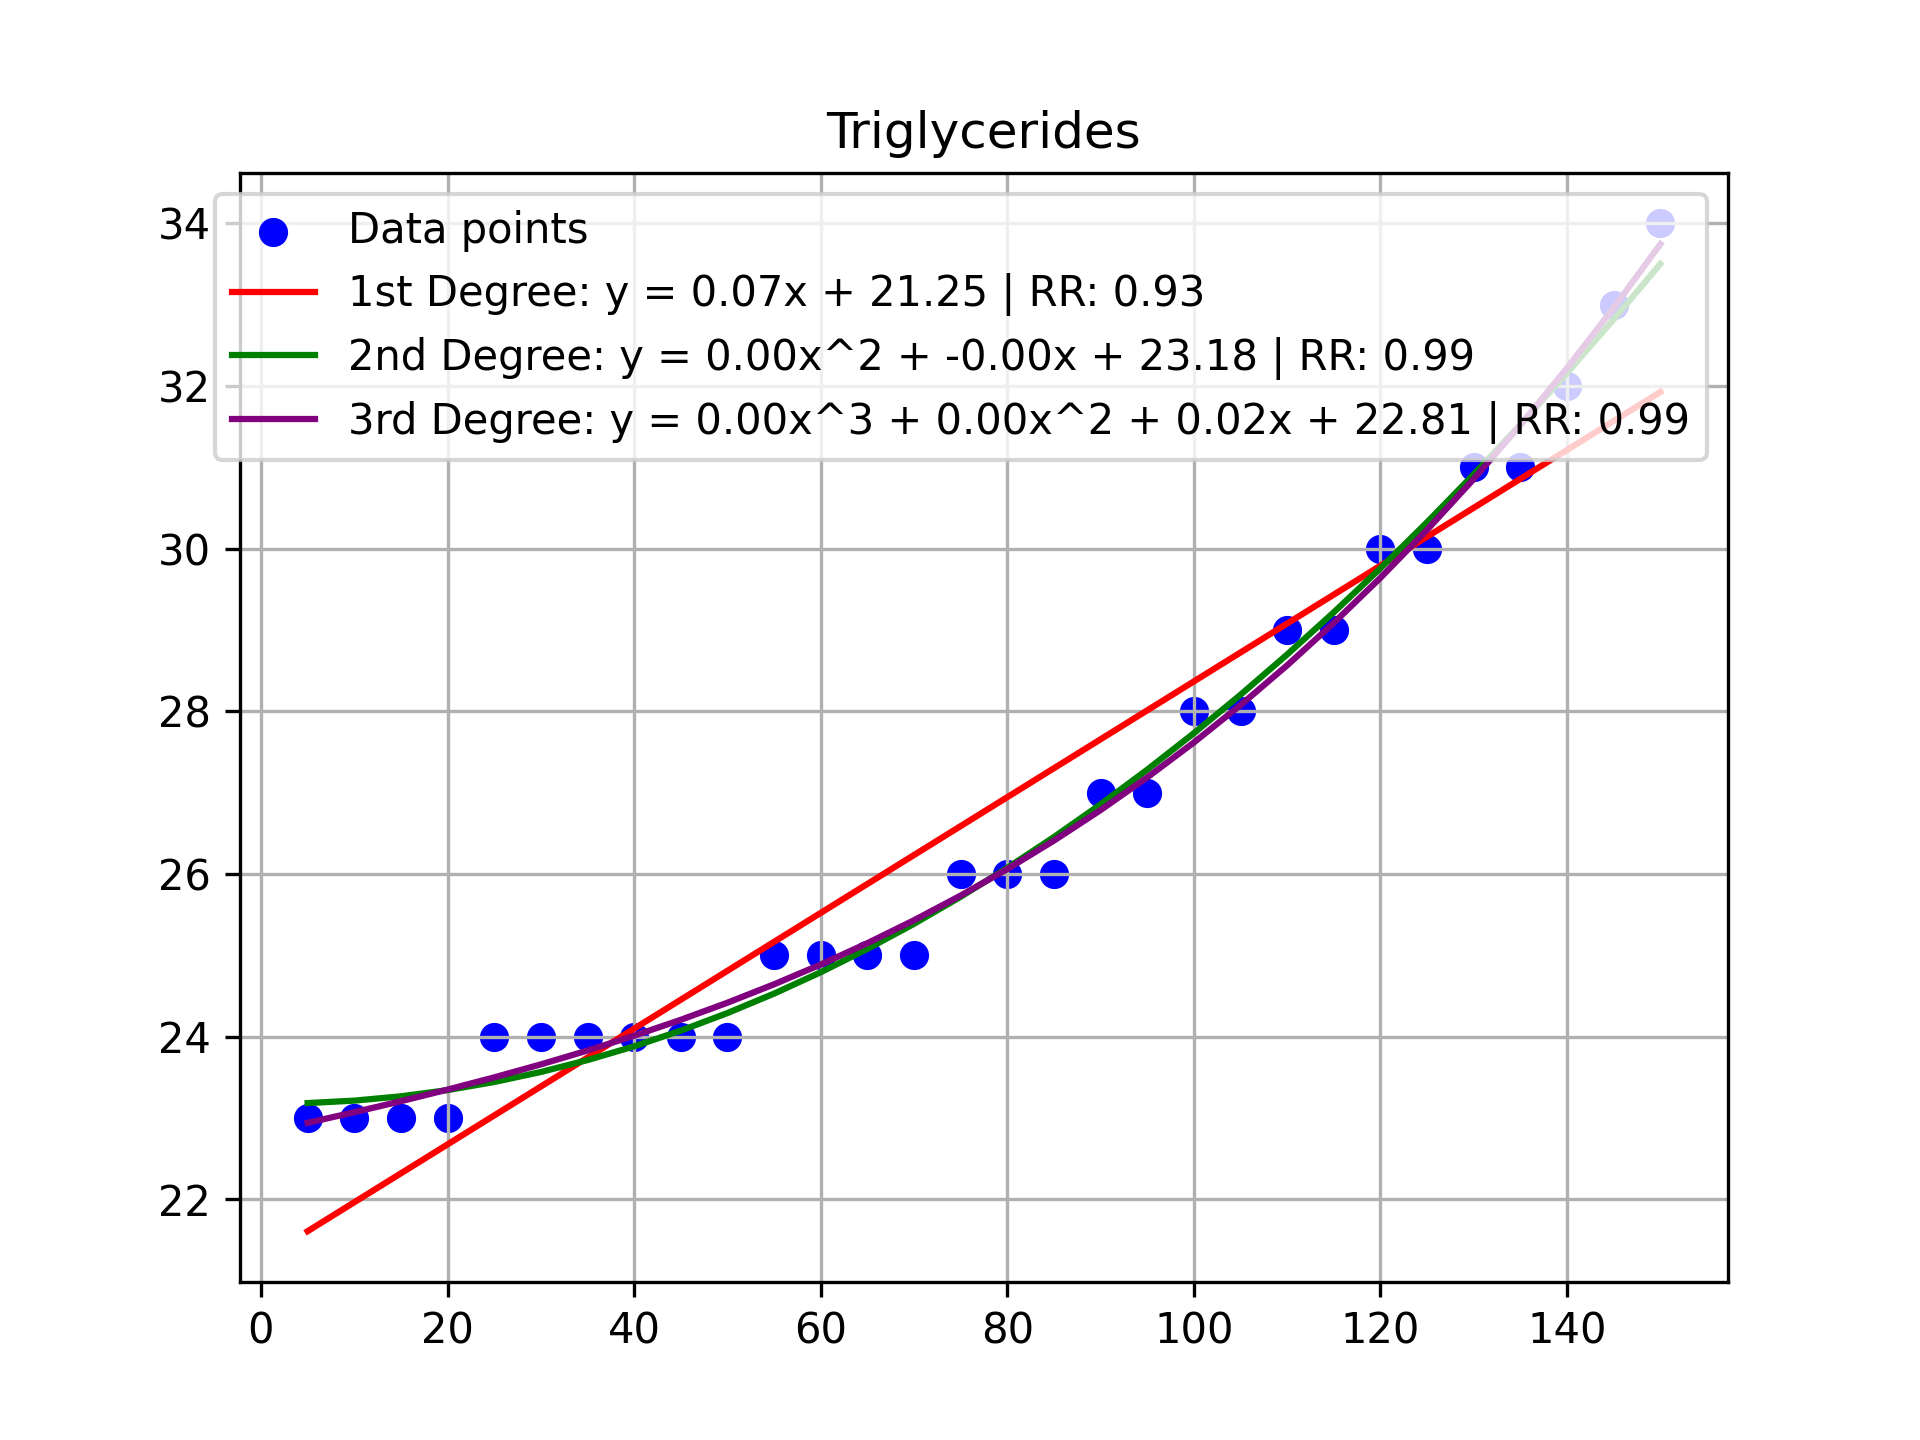 Triglycerides
Data points
1st Degree: y = 0.07x + 21.25 | RR: 0.93
2nd Degree: y = 0.00x^2 + -0.00x + 23.18 | RR: 0.99
3rd Degree: y = 0.00x^3 + 0.00x^2 + 0.02x + 22.81 | RR: 0.99
34
32
30
28
26
24
22
0 20 40 60 80 100 120 140